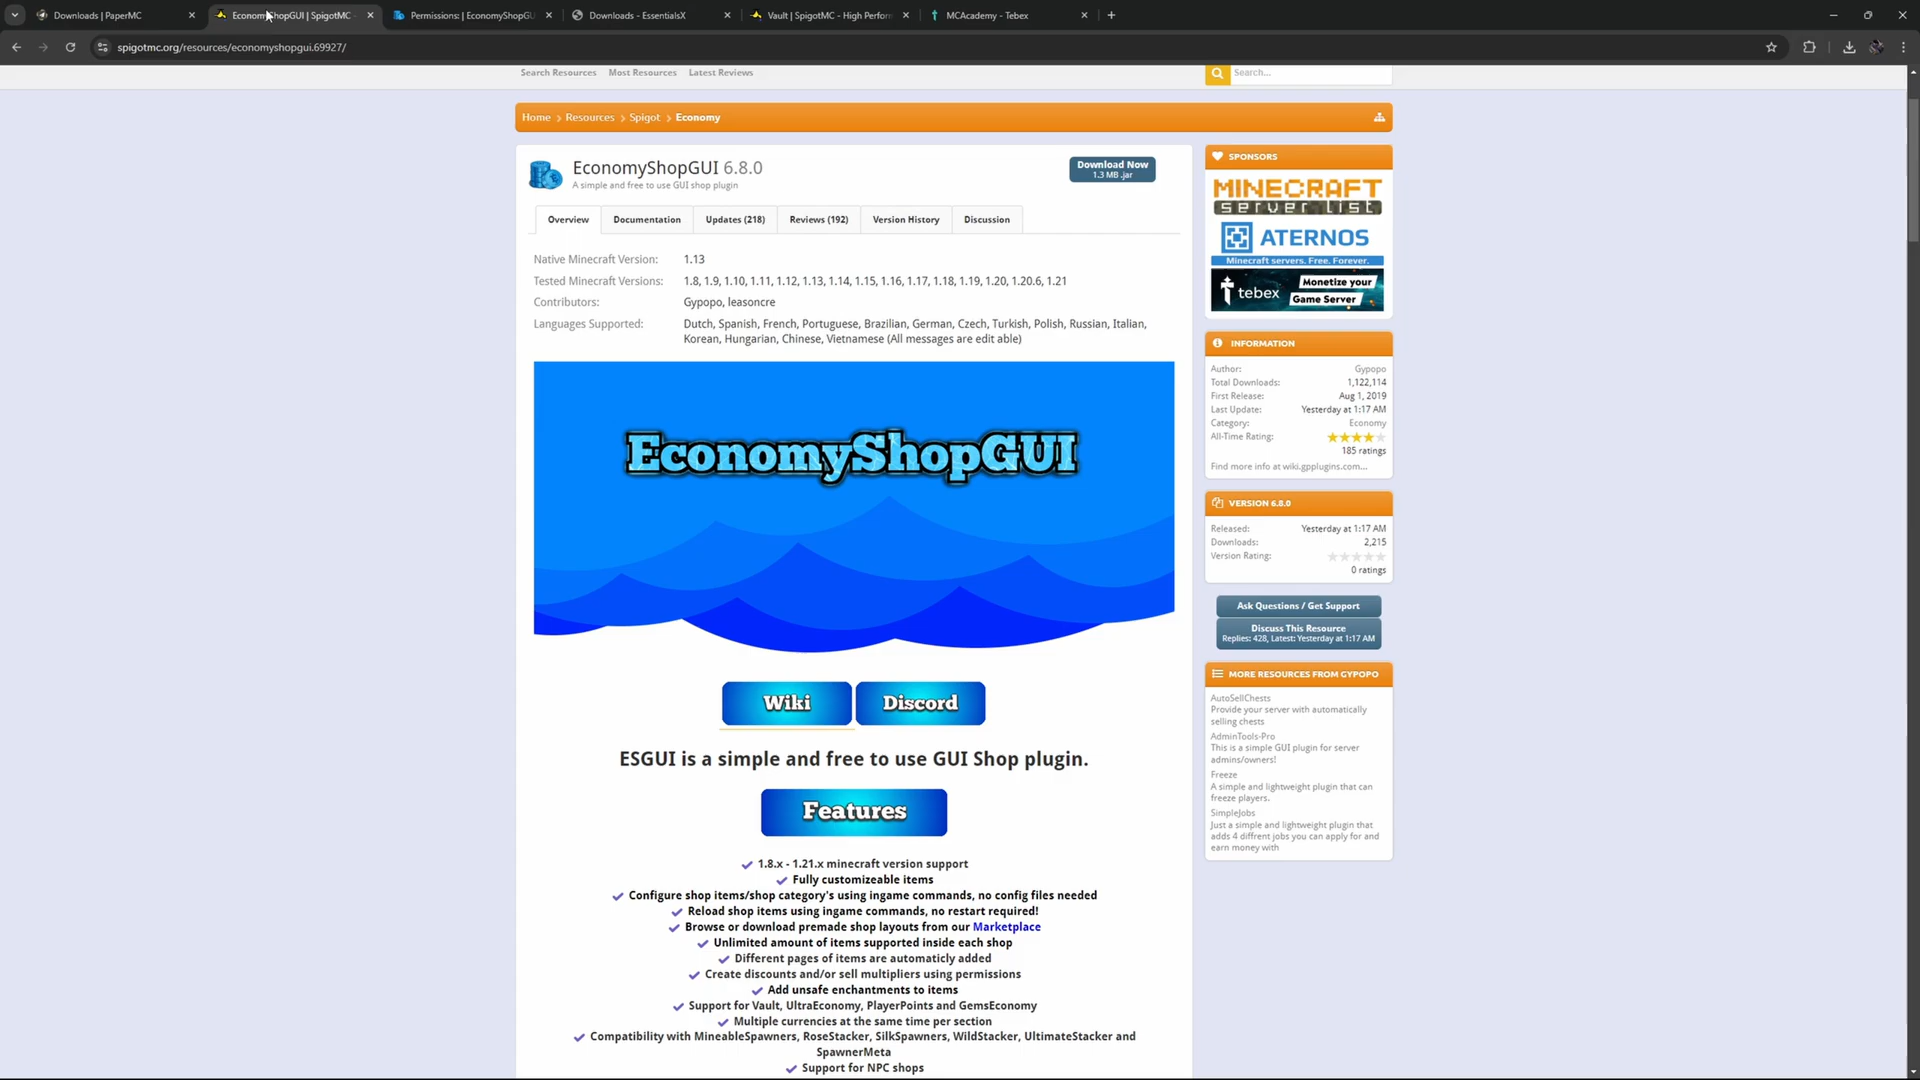 Downloads | PaperMC
EconomyShopGUI | SpigotMC
Permissions: | EconomyShopGU
Downloads - EssentialsX
Vault | SpigotMC - High Perfom
MCAcademy - Tebex
spigotmc.org/resources/economyshopgui.69927/
Search Resources
Most Resources
Latest Reviews
Search...
Home
Resources
Spigot
Economy
EconomyShopGUI 6.8.0
A simple and free to use GUI shop plugin
Download Now
1.3 MB .jar
Overview
Documentation
Updates (218)
Reviews (192)
Version History
Discussion
Native Minecraft Version: 1.13
Tested Minecraft Versions: 1.8, 1.9, 1.10, 1.11, 1.12, 1.13, 1.14, 1.15, 1.16, 1.17, 1.18, 1.19, 1.20, 1.20.6, 1.21
Contributors: Gypopo, leasoncre
Languages Supported: Dutch, Spanish, French, Portuguese, Brazilian, German, Czech, Turkish, Polish, Russian, Italian,
Korean, Hungarian, Chinese, Vietnamese (All messages are edit able)
EconomyShopGUI
Wiki
Discord
ESGUI is a simple and free to use GUI Shop plugin.
Features
1.8.x - 1.21.x minecraft version support
Fully customizeable items
Configure shop items/shop category's using ingame commands, no config files needed
Reload shop items using ingame commands, no restart required!
Browse or download premade shop layouts from our Marketplace
Unlimited amount of items supported inside each shop
Different pages of items are automaticly added
Create discounts and/or sell multipliers using permissions
Add unsafe enchantments to items
Support for Vault, UltraEconomy, PlayerPoints and GemsEconomy
Multiple currencies at the same time per section
Compatibility with MineableSpawners, RoseStacker, SilkSpawners, WildStacker, UltimateStacker and
SpawnerMeta
Support for NPC shops
SPONSORS
MINECRAFT
server list
ATERNOS
Minecraft servers. Free. Forever.
tebex
Monetize your
Game Server
INFORMATION
Author: Gypopo
Total Downloads: 1,122,114
First Release: Aug 1, 2019
Last Update: Yesterday at 1:17 AM
Category: Economy
All-Time Rating:
185 ratings
Find more info at wiki.gpplugins.com...
VERSION 6.8.0
Released: Yesterday at 1:17 AM
Downloads: 2,215
Version Rating:
0 ratings
Ask Questions / Get Support
Discuss This Resource
Replies: 428, Latest: Yesterday at 1:17 AM
MORE RESOURCES FROM GYPOPO
AutoSellChests
Provide your server with automatically
selling chests
AdminTools-Pro
This is a simple GUI plugin for server
admins/owners!
Freeze
A simple and lightweight plugin that can
freeze players.
SimpleJobs
Just a simple and lightweight plugin that
adds 4 diffrent jobs you can apply for and
earn money with